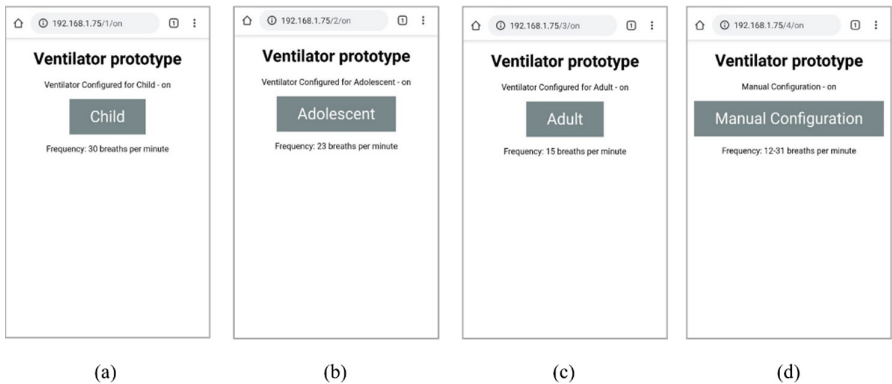 192.168.1.75/1/on 1
Ventilator prototype
Ventilator Configured for Child - on
Child
Frequency: 30 breaths per minute
(a)
192.168.1.75/2/on 1
Ventilator prototype
Ventilator Configured for Adolescent - on
Adolescent
Frequency: 23 breaths per minute
(b)
192.168.1.75/3/on 1
Ventilator prototype
Ventilator Configured for Adult - on
Adult
Frequency: 15 breaths per minute
(c)
192.168.1.75/4/on 1
Ventilator prototype
Manual Configuration - on
Manual Configuration
Frequency: 12-31 breaths per minute
(d)